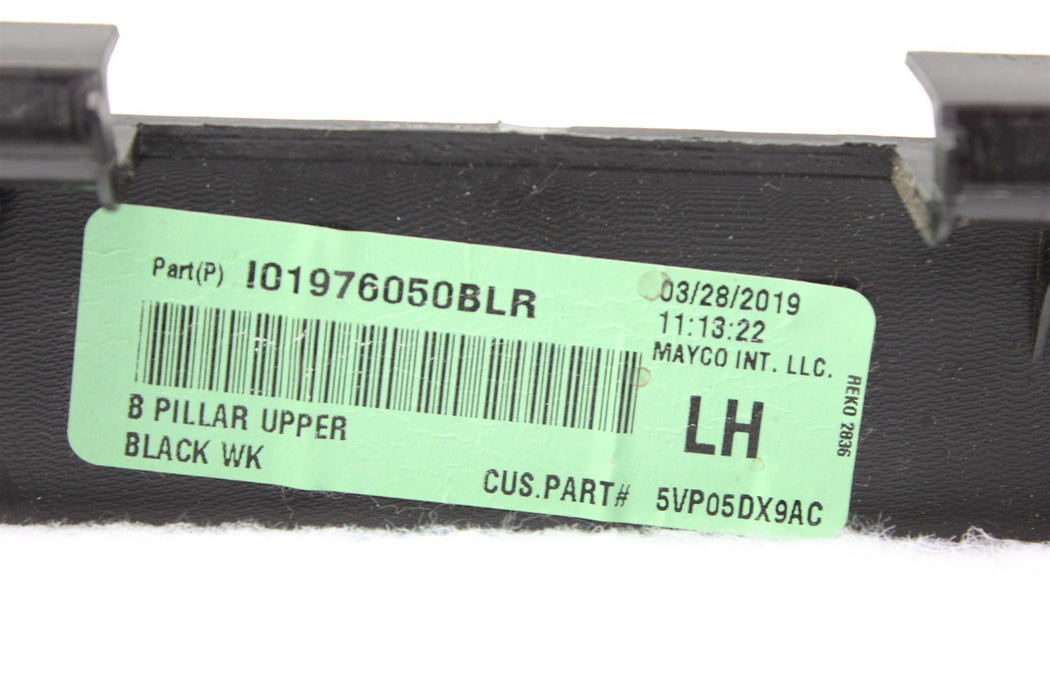 Part(P) I01976050BLR
03/28/2019
11:13:22
MAYCO INT. LLC.
LH
REKO 2836
B PILLAR UPPER
BLACK WK
CUS.PART# 5VP05DX9AC